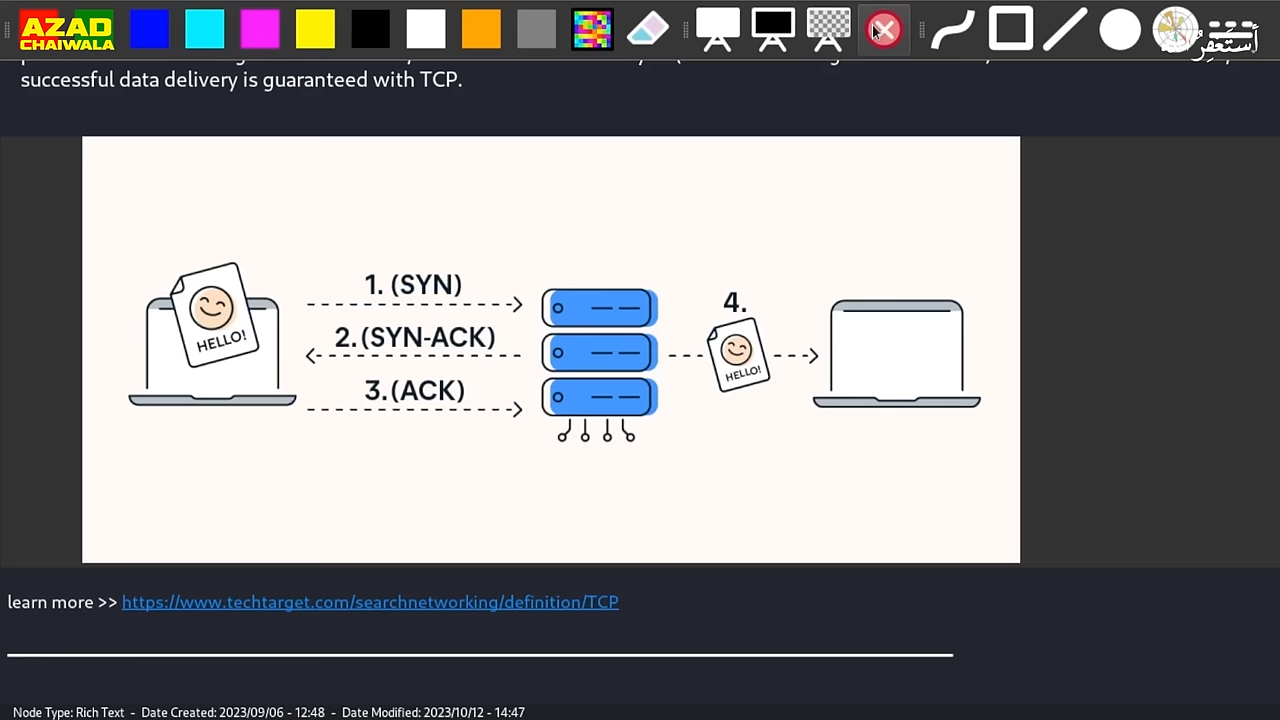 AZAD
CHAIWALA
أستغفر الله
successful data delivery is guaranteed with TCP.
HELLO!
1. (SYN)
2.(SYN-ACK)
3.(ACK)
4.
HELLO!
learn more >> https://www.techtarget.com/searchnetworking/definition/TCP
Node Type: Rich Text - Date Created: 2023/09/06 - 12:48 - Date Modified: 2023/10/12 - 14:47